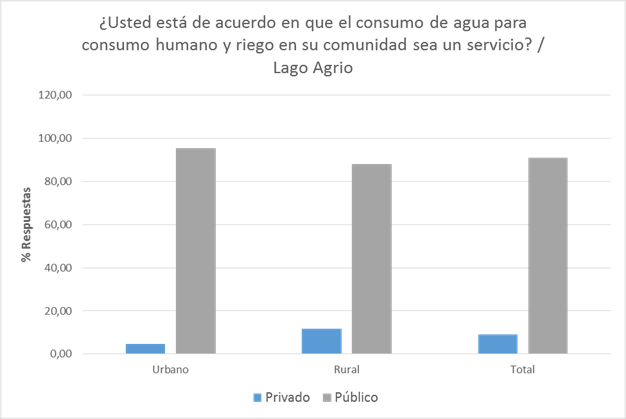 ¿Usted está de acuerdo en que el consumo de agua para
consumo humano y riego en su comunidad sea un servicio? /
Lago Agrio
% Respuestas
120,00
100,00
80,00
60,00
40,00
20,00
0,00
Urbano
Rural
Total
Privado
Público